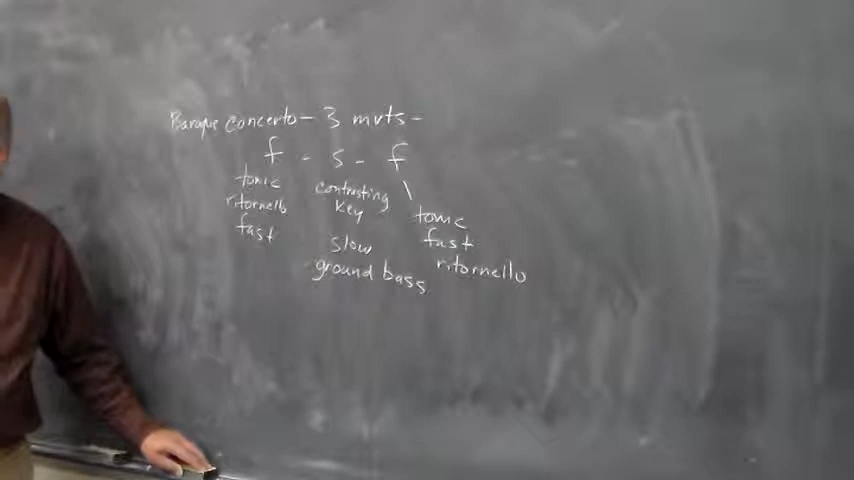 Baroque concerto - 3 mvts -
f - s - f
tonic
ritornello
fast
contrasting
key
slow
ground bass
tonic
fast
ritornello